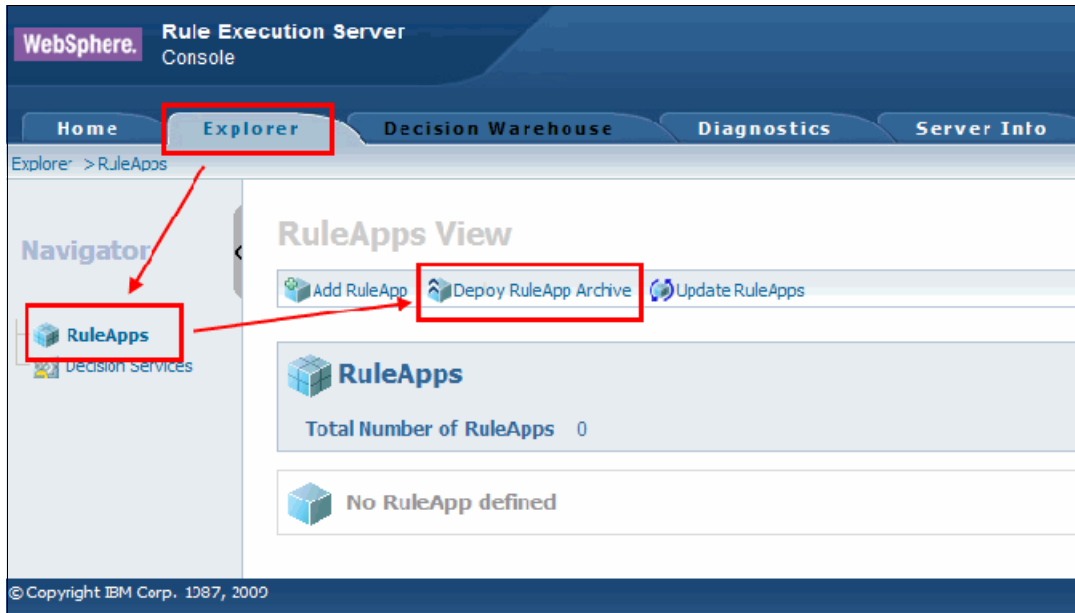 WebSphere.
Rule Execution Server
Console
Home Explorer Decision Warehouse Diagnostics Server Info
Explorer > RuleApps
Navigator
RuleApps
Decision Services
RuleApps View
Add RuleApp Deploy RuleApp Archive Update RuleApps
RuleApps
Total Number of RuleApps 0
No RuleApp defined
© Copyright IBM Corp. 1987, 2009